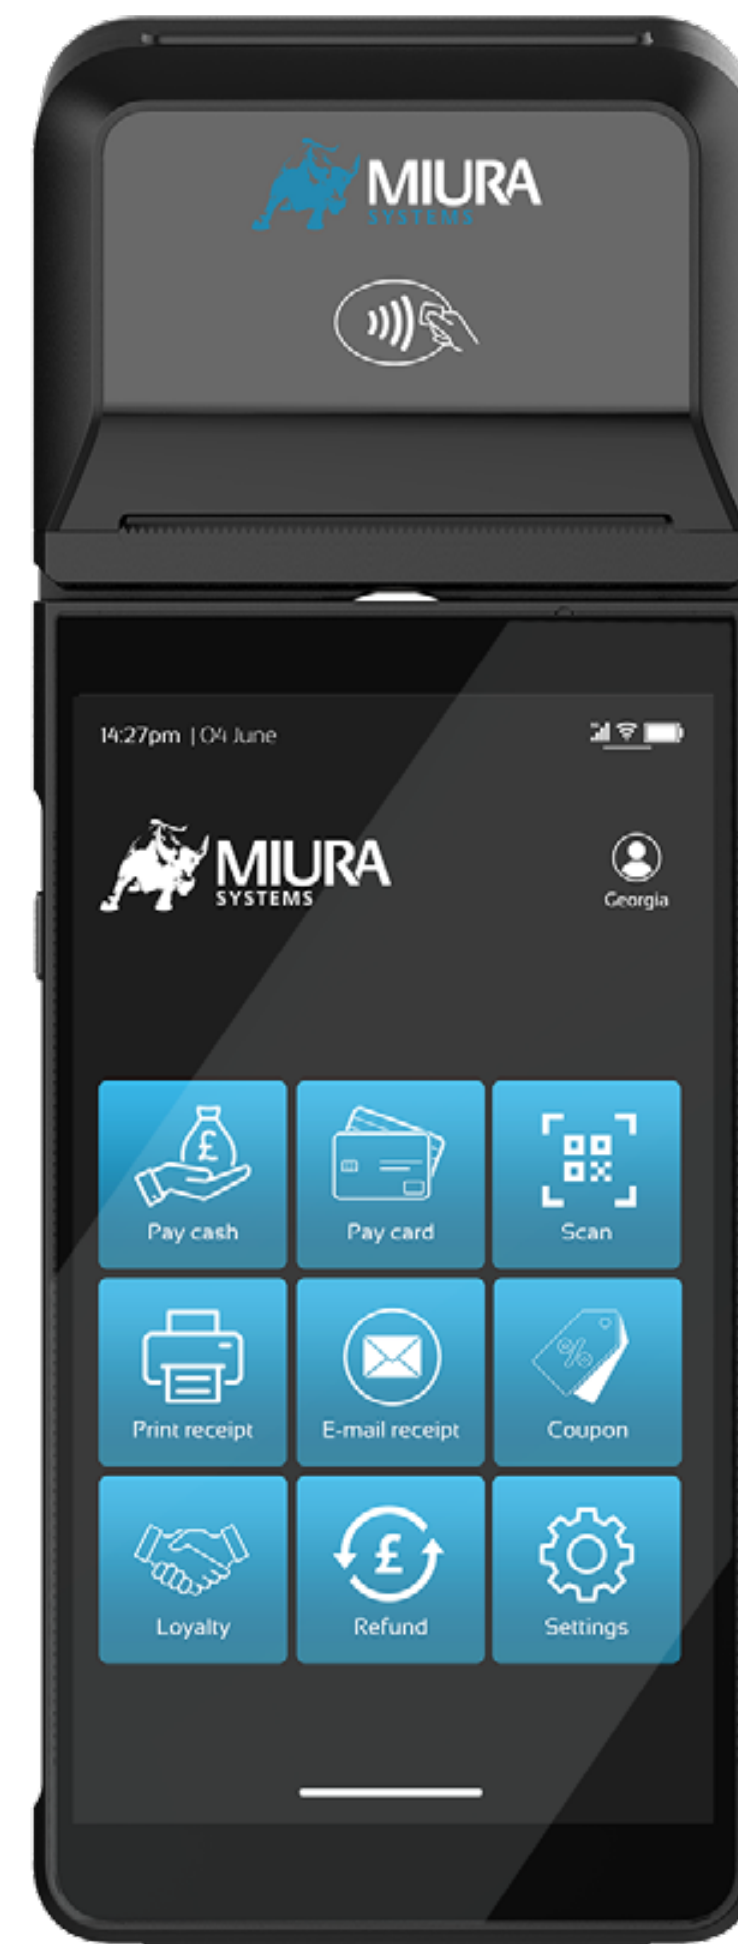 MIURA
SYSTEMS
14:27pm | 04 June
MIURA
SYSTEMS
Georgia
£
Pay cash
Pay card
Scan
%
Print receipt
E-mail receipt
Coupon
£
Loyalty
Refund
Settings